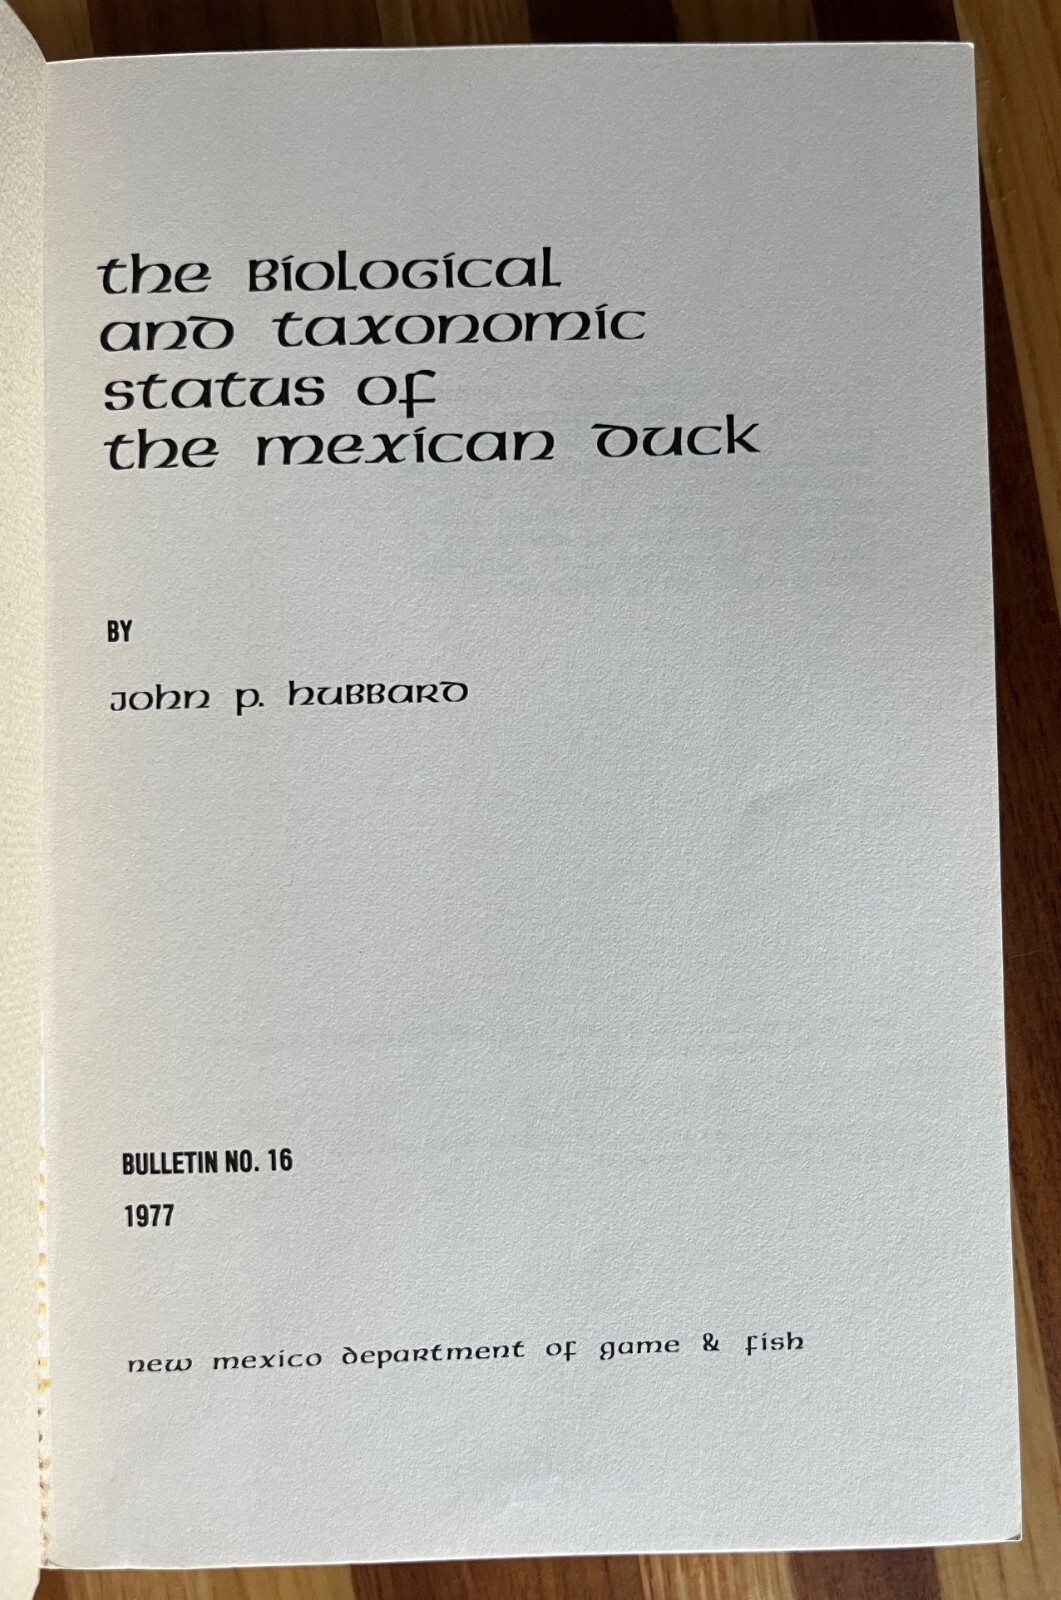 the Biological
and taxonomic
status of
the mexican duck
BY
John p. hubbard
BULLETIN NO. 16
1977
new mexico department of game & fish